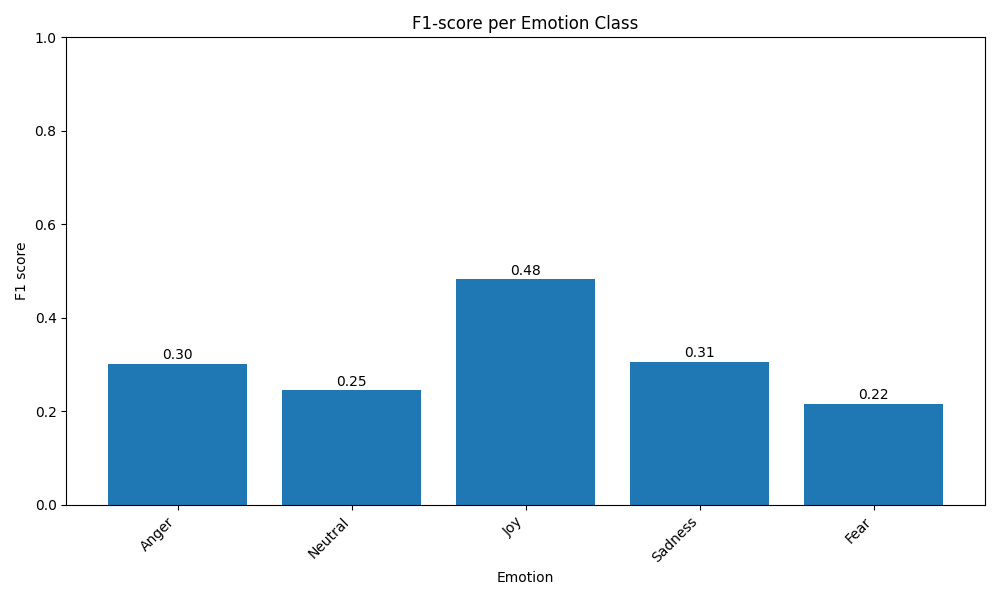 F1-score per Emotion Class
F1 score
1.0
0.8
0.6
0.4
0.2
0.0
0.30
0.25
0.48
0.31
0.22
Anger
Neutral
Joy
Sadness
Fear
Emotion